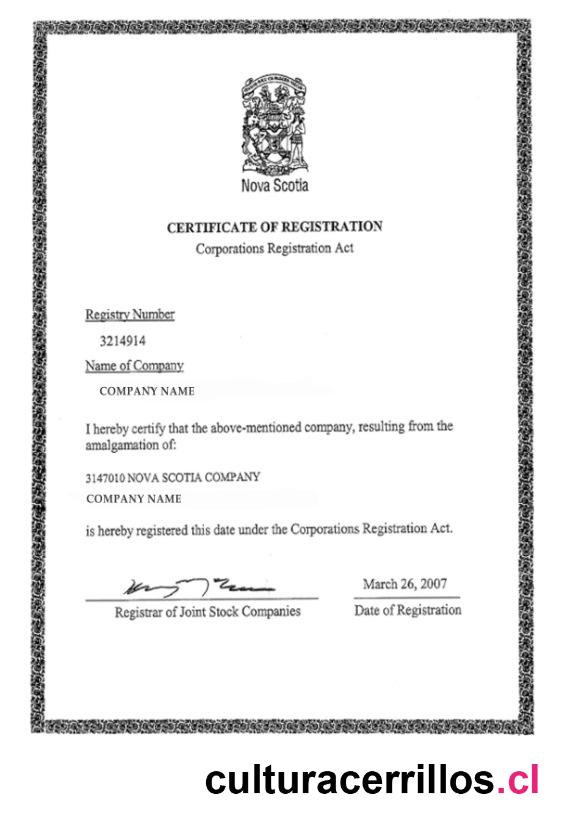 Nova Scotia
CERTIFICATE OF REGISTRATION
Corporations Registration Act
Registry Number
3214914
Name of Company
COMPANY NAME
I hereby certify that the above-mentioned company, resulting from the
amalgamation of:
3147010 NOVA SCOTIA COMPANY
COMPANY NAME
is hereby registered this date under the Corporations Registration Act.
March 26, 2007
Registrar of Joint Stock Companies
Date of Registration
culturacerrillos.cl